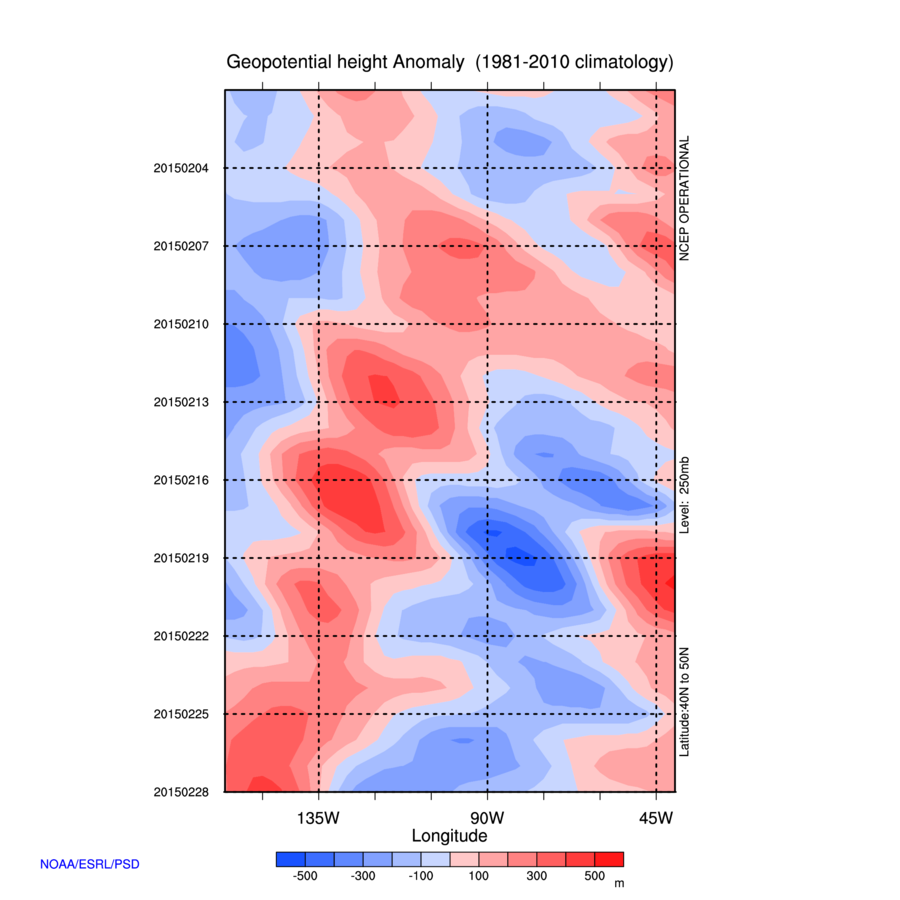 Geopotential height Anomaly (1981-2010 climatology)
20150204
20150207
20150210
20150213
20150216
20150219
20150222
20150225
20150228
NCEP OPERATIONAL
Level: 250mb
Latitude:40N to 50N
135W 90W 45W
Longitude
NOAA/ESRL/PSD
-500 -300 -100 100 300 500
m